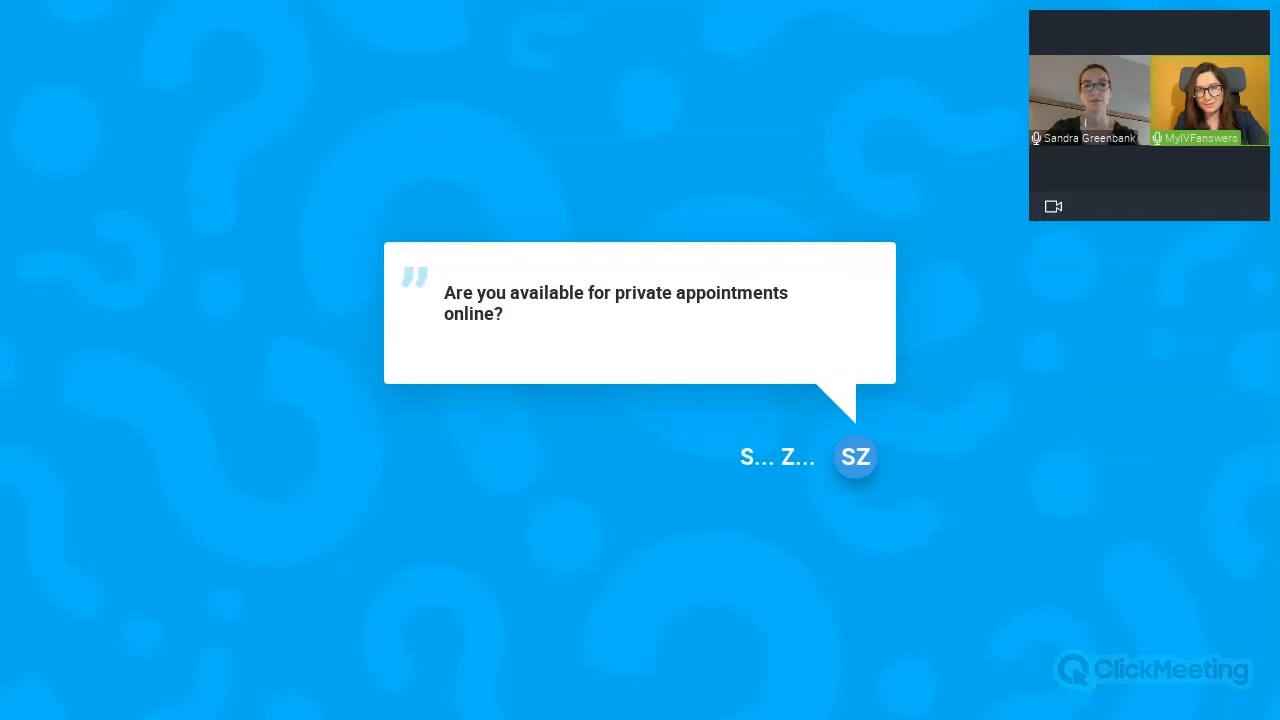 Sandra Greenbank
MyIVFanswers
Are you available for private appointments
online?
S... Z...
SZ
ClickMeeting